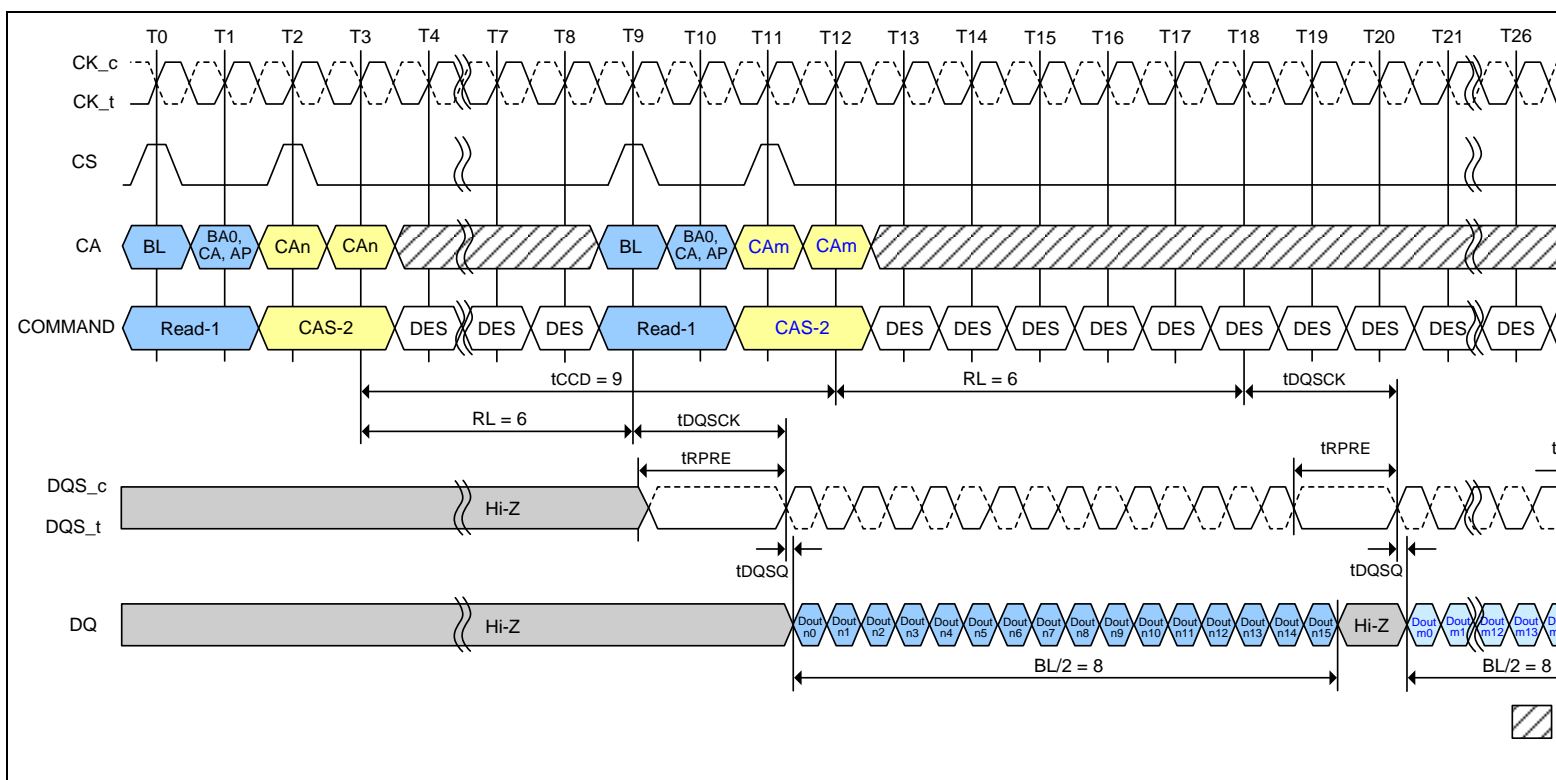 T0 T1 T2 T3 T4 T7 T8 T9 T10 T11 T12 T13 T14 T15 T16 T17 T18 T19 T20 T21 T26
CK_c
CK_t
CS
CA BL BA0, CA, AP CAn CAn BL BA0, CA, AP CAm CAm
COMMAND Read-1 CAS-2 DES DES DES Read-1 CAS-2 DES DES DES DES DES DES DES DES DES DES
tCCD = 9 RL = 6 tDQSCK
RL = 6 tDQSCK
tRPRE tRPRE t
DQS_c
Hi-Z
DQS_t
tDQSQ tDQSQ
DQ Hi-Z Dout n0 Dout n1 Dout n2 Dout n3 Dout n4 Dout n5 Dout n6 Dout n7 Dout n8 Dout n9 Dout n10 Dout n11 Dout n12 Dout n13 Dout n14 Dout n15 Hi-Z Dout m0 Dout m1 Dout m12 Dout m13
BL/2 = 8 BL/2 = 8